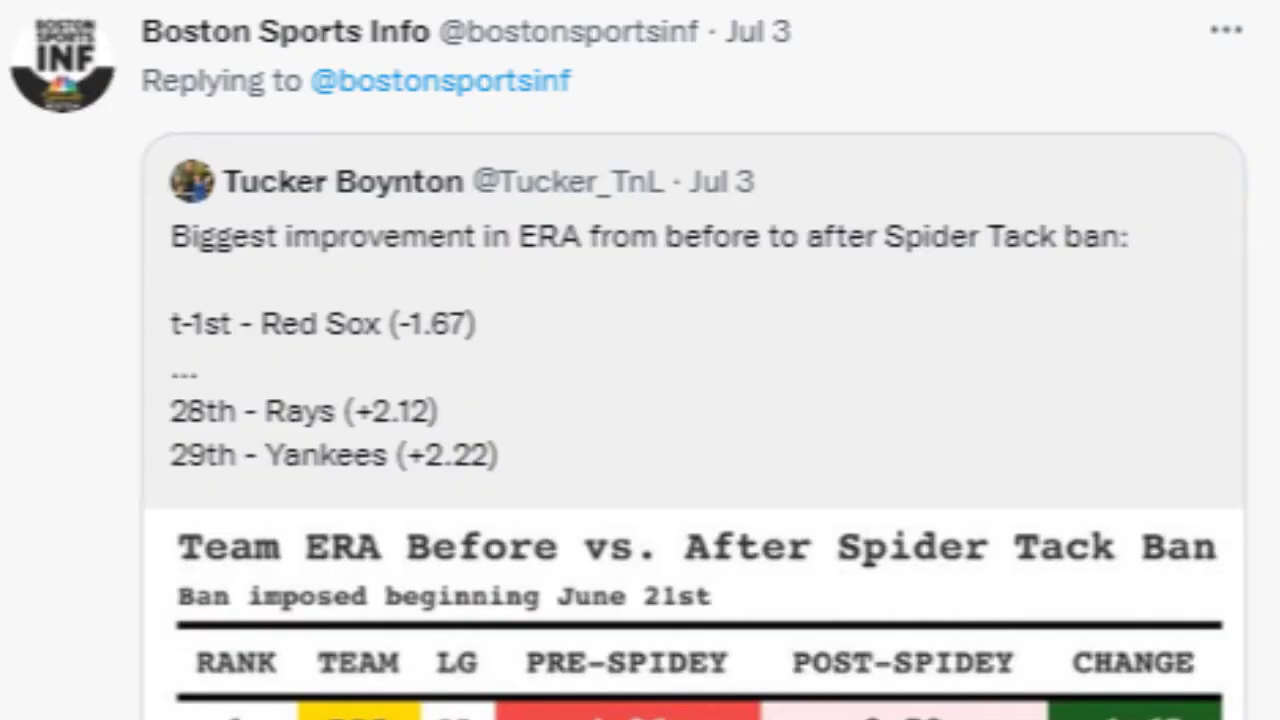 BOSTON
SPORTS
INF
Boston Sports Info @bostonsportsinf · Jul 3
Replying to @bostonsportsinf
Tucker Boynton @Tucker_TnL · Jul 3
Biggest improvement in ERA from before to after Spider Tack ban:
t-1st - Red Sox (-1.67)
---
28th - Rays (+2.12)
29th - Yankees (+2.22)
Team ERA Before vs. After Spider Tack Ban
Ban imposed beginning June 21st
RANK TEAM LG PRE-SPIDEY POST-SPIDEY CHANGE